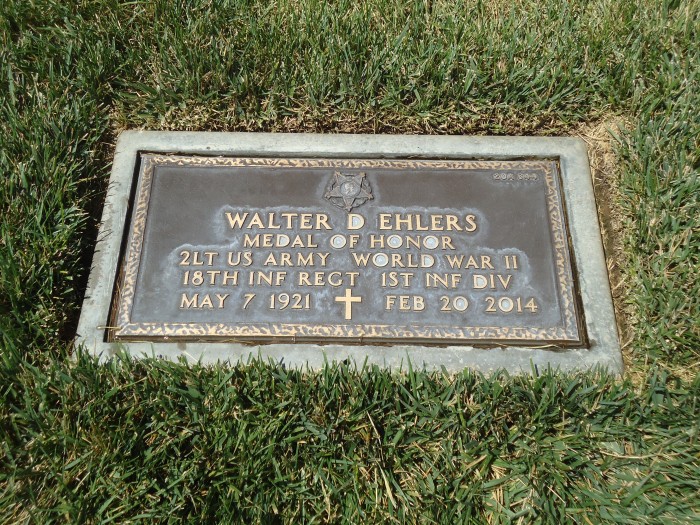 WALTER D EHLERS
MEDAL OF HONOR
2LT US ARMY WORLD WAR II
18TH INF REGT 1ST INF DIV
MAY 7 1921 FEB 20 2014